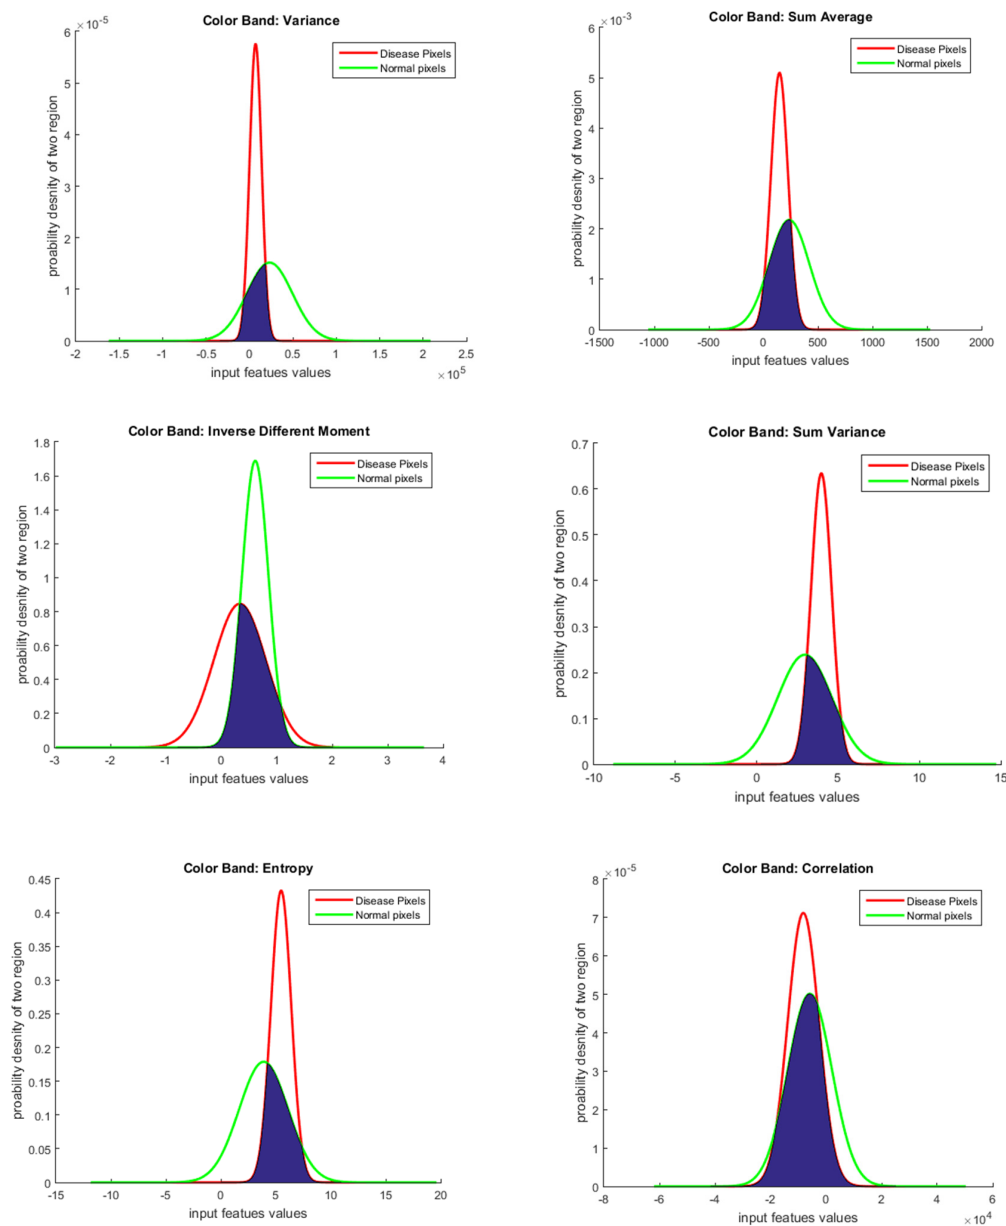 Color Band: Variance
×10-5
6
5
4
3
2
1
0
proability desnity of two region
Disease Pixels
Normal pixels
-2 -1.5 -1 -0.5 0 0.5 1 1.5 2 2.5
×105
input featues values
Color Band: Sum Average
×10-3
6
5
4
3
2
1
0
proability desnity of two region
Disease Pixels
Normal pixels
-1500 -1000 -500 0 500 1000 1500 2000
input featues values
Color Band: Inverse Different Moment
1.8
1.6
1.4
1.2
1
0.8
0.6
0.4
0.2
0
proability desnity of two region
Disease Pixels
Normal pixels
-3 -2 -1 0 1 2 3 4
input featues values
Color Band: Sum Variance
0.7
0.6
0.5
0.4
0.3
0.2
0.1
0
proability desnity of two region
Disease Pixels
Normal pixels
-10 -5 0 5 10 15
input featues values
Color Band: Entropy
0.45
0.4
0.35
0.3
0.25
0.2
0.15
0.1
0.05
0
proability desnity of two region
Disease Pixels
Normal pixels
-15 -10 -5 0 5 10 15 20
input featues values
Color Band: Correlation
×10-5
8
7
6
5
4
3
2
1
0
proability desnity of two region
Disease Pixels
Normal pixels
-8 -6 -4 -2 0 2 4 6
×104
input featues values